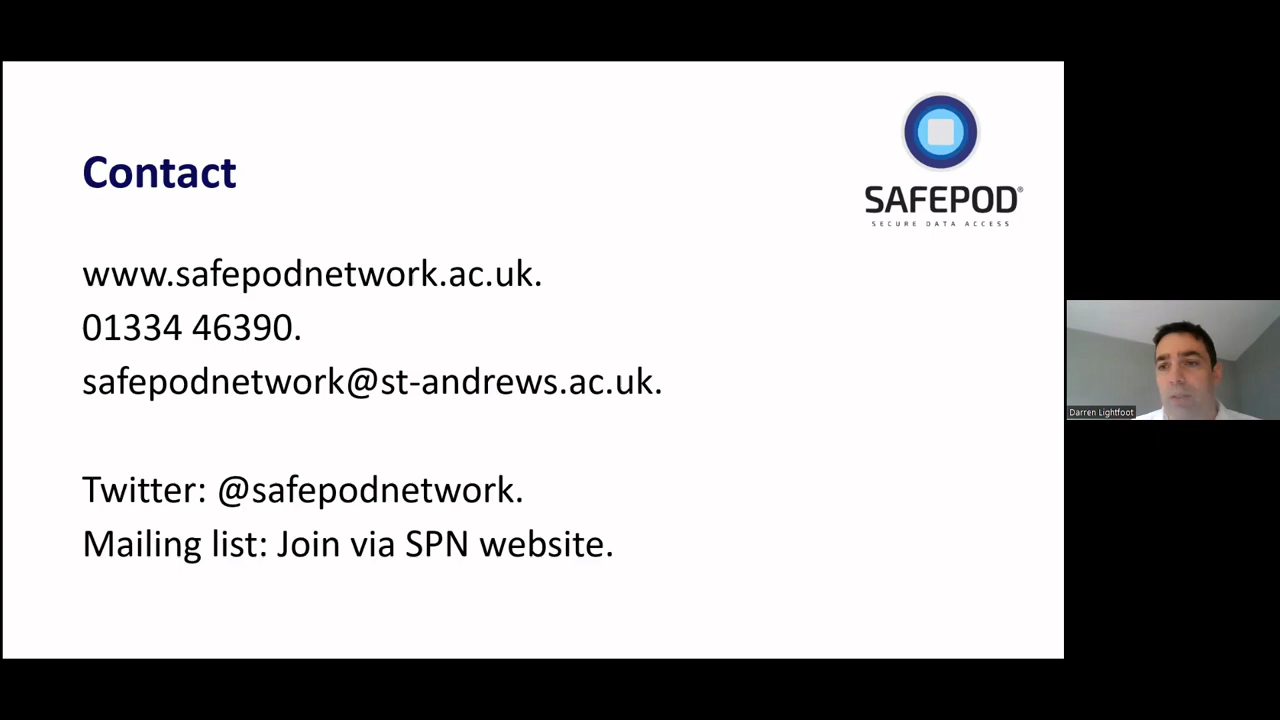 Contact
SAFEPOD®
SECURE DATA ACCESS
www.safepodnetwork.ac.uk.
01334 46390.
safepodnetwork@st-andrews.ac.uk.
Twitter: @safepodnetwork.
Mailing list: Join via SPN website.
Darren Lightfoot